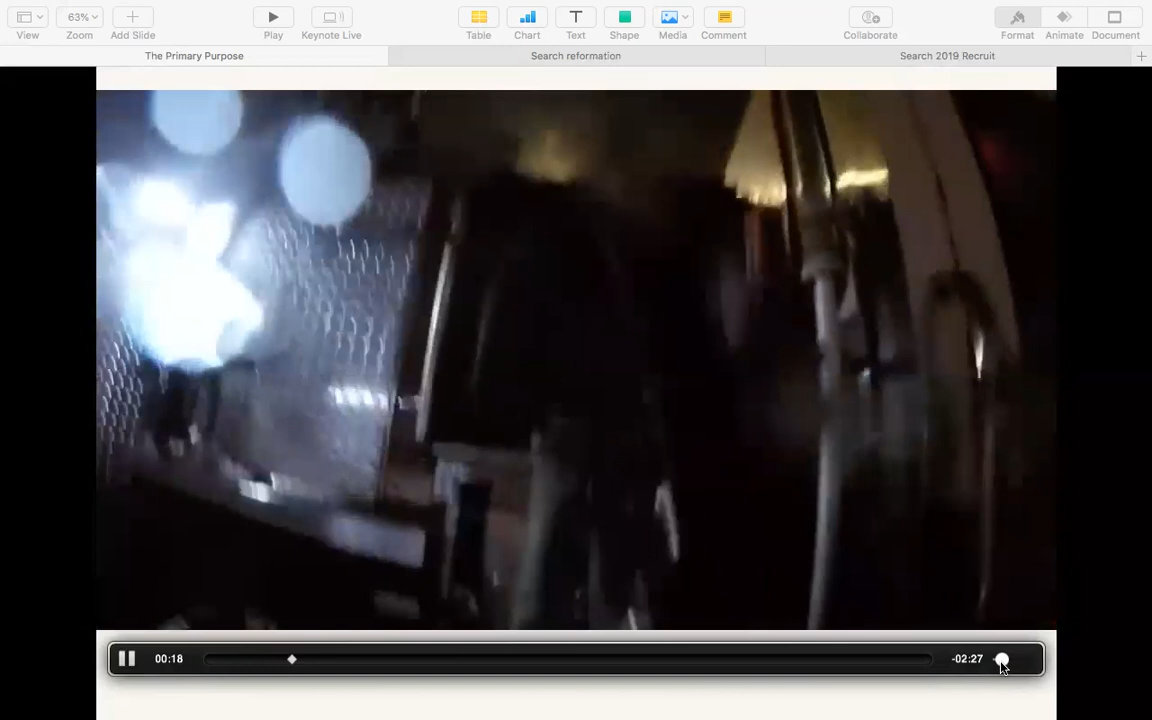 63%
View
Zoom
Add Slide
Play
Keynote Live
Table
Chart
Text
Shape
Media
Comment
Collaborate
Format
Animate
Document
The Primary Purpose
Search reformation
Search 2019 Recruit
00:18
-02:27